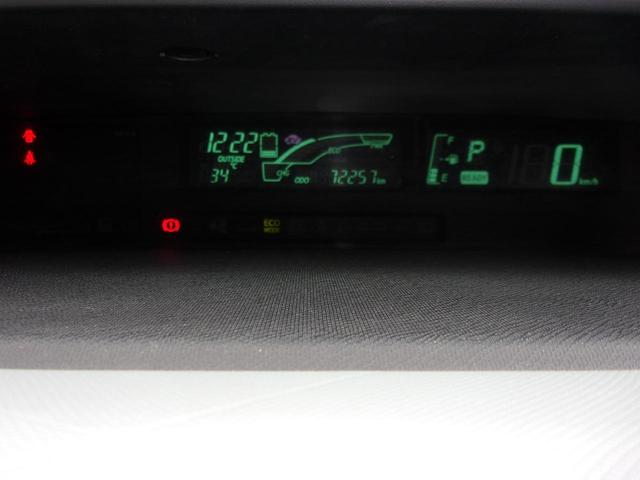 12:22
OUTSIDE
34 °C
ECO
PWR
CHG
ODO 72257 km
F
E
P
READY
0 km/h
ECO
MODE